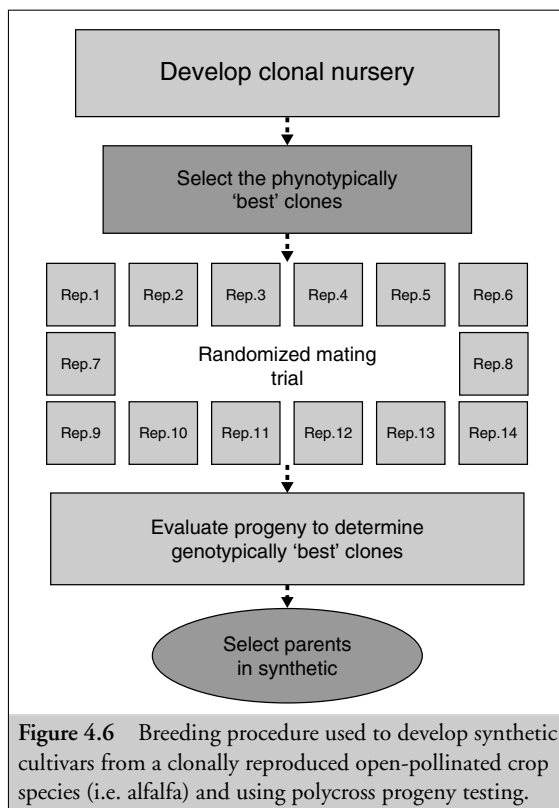 Develop clonal nursery
Select the phynotypically
'best' clones
Rep.1 Rep.2 Rep.3 Rep.4 Rep.5 Rep.6
Rep.7 Randomized mating Rep.8
trial
Rep.9 Rep.10 Rep.11 Rep.12 Rep.13 Rep.14
Evaluate progeny to determine
genotypically 'best' clones
Select parents
in synthetic
Figure 4.6 Breeding procedure used to develop synthetic
cultivars from a clonally reproduced open-pollinated crop
species (i.e. alfalfa) and using polycross progeny testing.